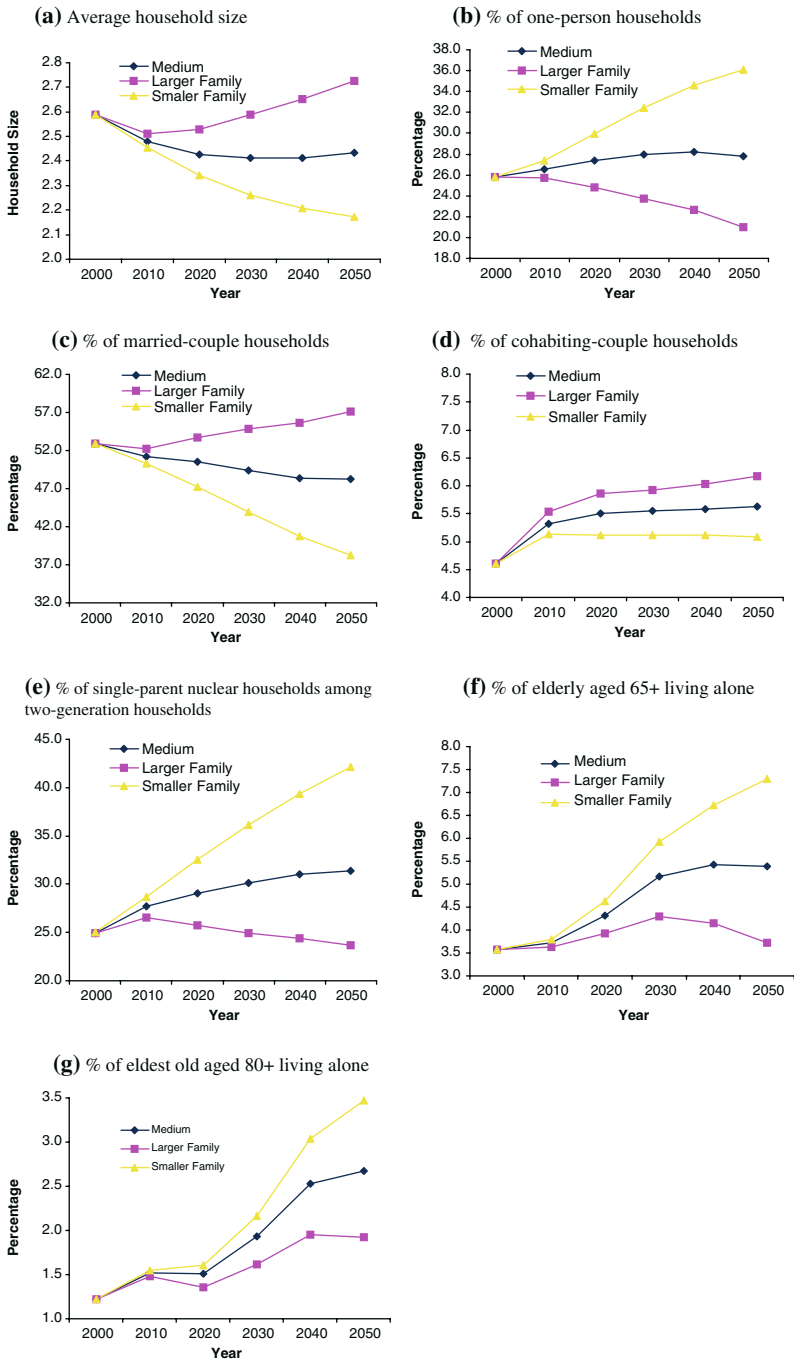 (a) Average household size
Medium
Larger Family
Smaller Family
2.8
2.7
2.6
2.5
2.4
2.3
2.2
2.1
2.0
Household Size
2000 2010 2020 2030 2040 2050
Year
(b) % of one-person households
Medium
Larger Family
Smaller Family
38.0
36.0
34.0
32.0
30.0
28.0
26.0
24.0
22.0
20.0
18.0
Percentage
2000 2010 2020 2030 2040 2050
Year
(c) % of married-couple households
Medium
Larger Family
Smaller Family
62.0
57.0
52.0
47.0
42.0
37.0
32.0
Percentage
2000 2010 2020 2030 2040 2050
Year
(d) % of cohabiting-couple households
Medium
Larger Family
Smaller Family
8.0
7.5
7.0
6.5
6.0
5.5
5.0
4.5
4.0
Percentage
2000 2010 2020 2030 2040 2050
Year
(e) % of single-parent nuclear households among
two-generation households
Medium
Larger Family
Smaller Family
45.0
40.0
35.0
30.0
25.0
20.0
Percentage
2000 2010 2020 2030 2040 2050
Year
(f) % of elderly aged 65+ living alone
Medium
Larger Family
Smaller Family
8.0
7.5
7.0
6.5
6.0
5.5
5.0
4.5
4.0
3.5
3.0
Percentage
2000 2010 2020 2030 2040 2050
Year
(g) % of eldest old aged 80+ living alone
Medium
Larger Family
Smaller Family
3.5
3.0
2.5
2.0
1.5
1.0
Percentage
2000 2010 2020 2030 2040 2050
Year